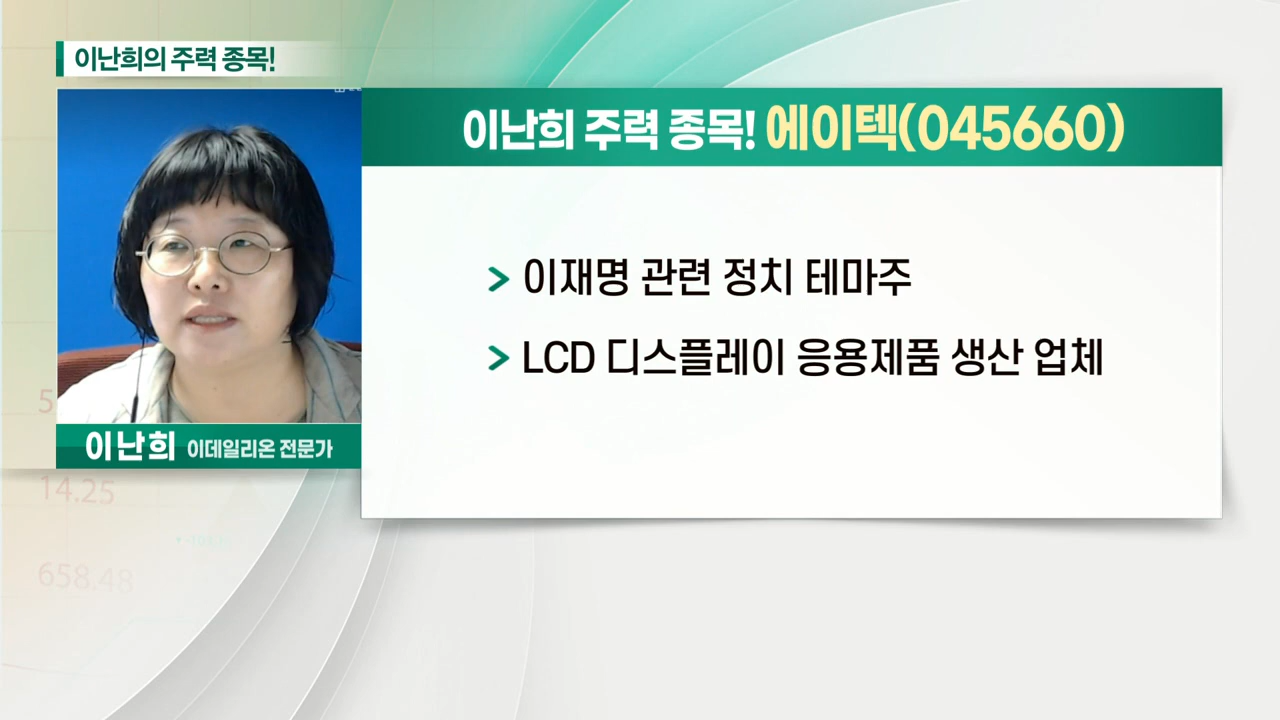 이난희의 주력 종목!
이난희 주력 종목! 에이텍(045660)
> 이재명 관련 정치 테마주
> LCD 디스플레이 응용제품 생산 업체
이난희 이데일리온 전문가
14.25
658.48